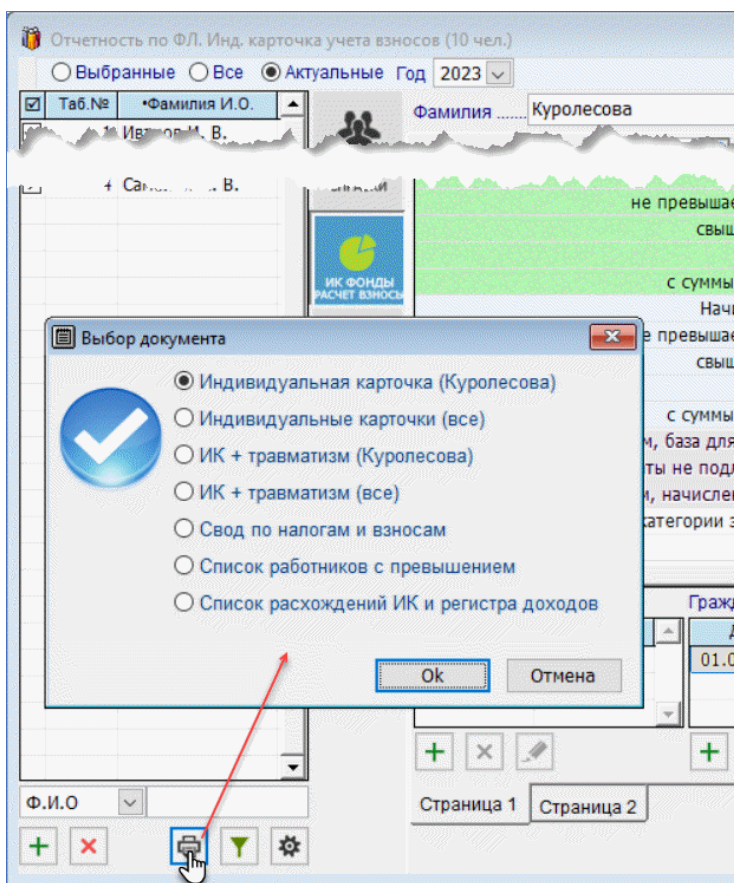 Отчетность по ФЛ. Инд. карточка учета взносов (10 чел.)
Выбранные Все Актуальные Год 2023
Таб.№ •Фамилия И.О.
Фамилия ...... Куролесова
В.
4 В.
не превышае
свыш
ИК ФОНДЫ
РАСЧЕТ ВЗНОСЫ
с суммы
Начи
Выбор документа
е превышае
свыш
Индивидуальная карточка (Куролесова)
Индивидуальные карточки (все)
с суммы
м, база для
ИК + травматизм (Куролесова)
ты не подл
ИК + травматизм (все)
и, начислен
Свод по налогам и взносам
категории з
Список работников с превышением
Список расхождений ИК и регистра доходов
Гражд
Д
01.0
Ok Отмена
Ф.И.О
Страница 1 Страница 2